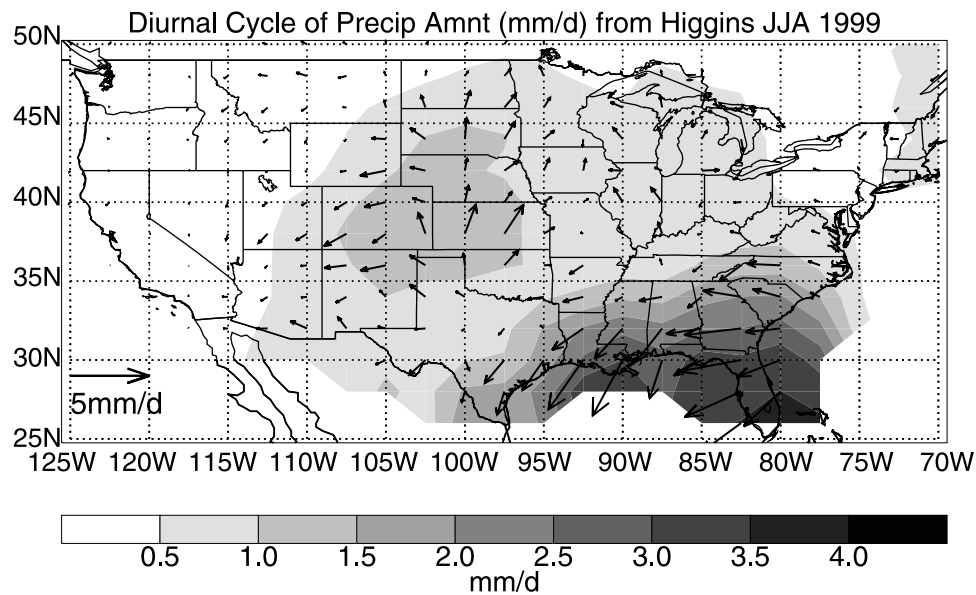 Diurnal Cycle of Precip Amnt (mm/d) from Higgins JJA 1999
50N
45N
40N
35N
30N
25N
5mm/d
125W 120W 115W 110W 105W 100W 95W 90W 85W 80W 75W 70W
0.5 1.0 1.5 2.0 2.5 3.0 3.5 4.0
mm/d